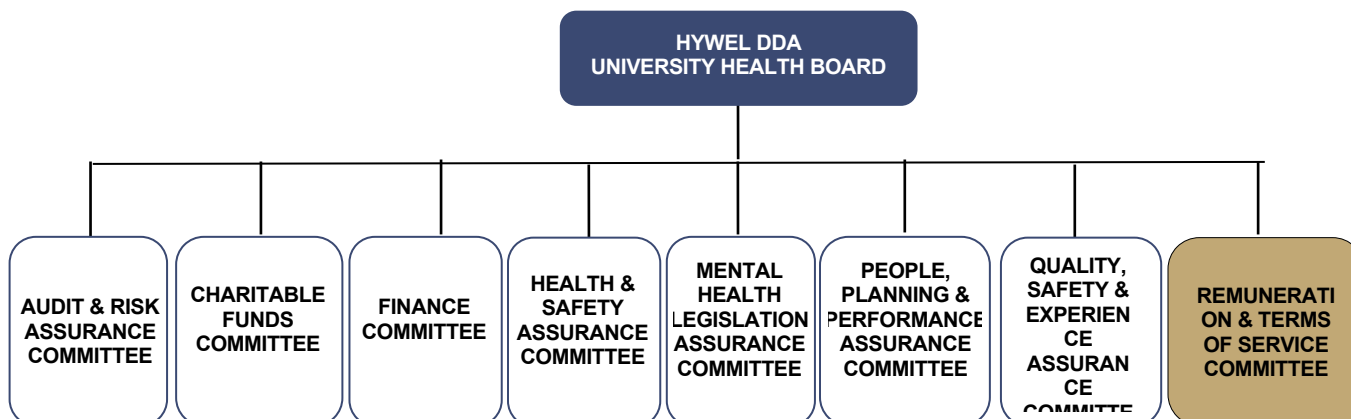 HYWEL DDA
UNIVERSITY HEALTH BOARD
AUDIT & RISK
ASSURANCE
COMMITTEE
CHARITABLE
FUNDS
COMMITTEE
FINANCE
COMMITTEE
HEALTH &
SAFETY
ASSURANCE
COMMITTEE
MENTAL
HEALTH
LEGISLATION
ASSURANCE
COMMITTEE
PEOPLE,
PLANNING &
PERFORMANCE
ASSURANCE
COMMITTEE
QUALITY,
SAFETY &
EXPERIEN
CE
ASSURAN
CE
COMMITTE
REMUNERATI
ON & TERMS
OF SERVICE
COMMITTEE